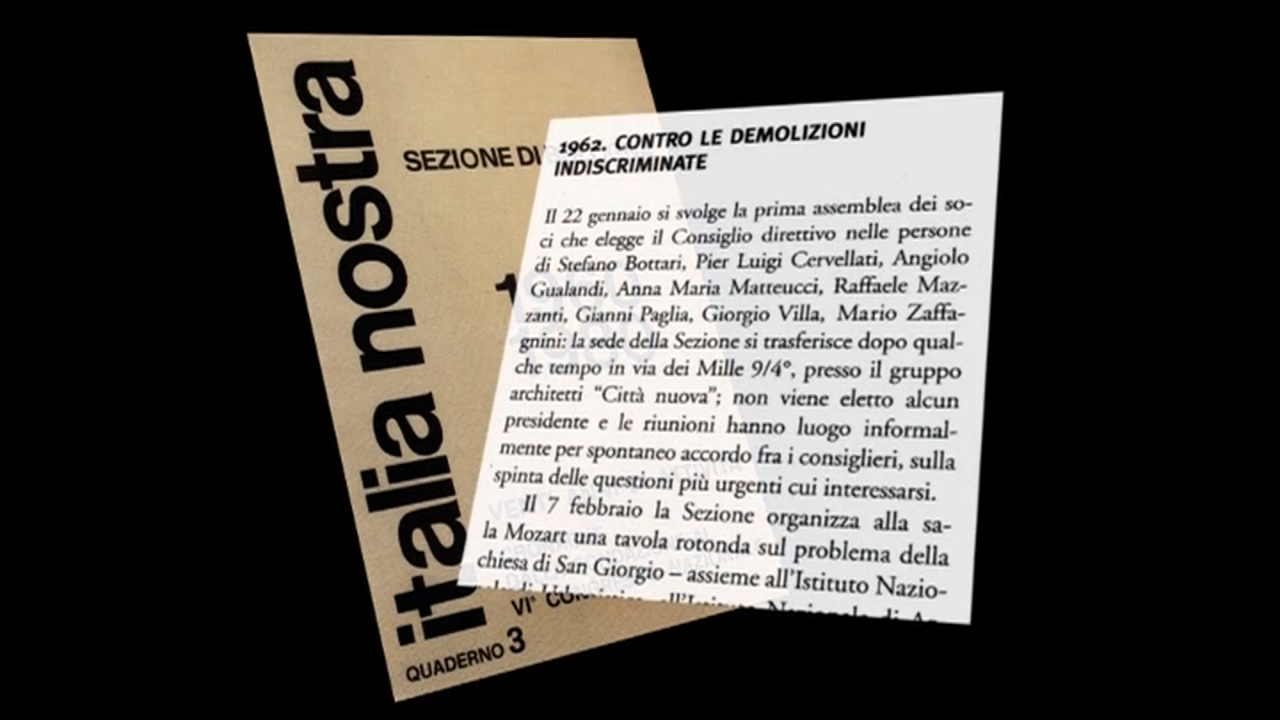 italia nostra
SEZIONE DI
VI° CONGRESSO
QUADERNO 3
1962. CONTRO LE DEMOLIZIONI
INDISCRIMINATE
Il 22 gennaio si svolge la prima assemblea dei so-
ci che elegge il Consiglio direttivo nelle persone
di Stefano Bottari, Pier Luigi Cervellati, Angiolo
Gualandi, Anna Maria Matteucci, Raffaele Maz-
zanti, Gianni Paglia, Giorgio Villa, Mario Zaffa-
gnini: la sede della Sezione si trasferisce dopo qual-
che tempo in via dei Mille 9/4°, presso il gruppo
architetti “Città nuova”; non viene eletto alcun
presidente e le riunioni hanno luogo informal-
mente per spontaneo accordo fra i consiglieri, sulla
spinta delle questioni più urgenti cui interessarsi.
Il 7 febbraio la Sezione organizza alla sa-
la Mozart una tavola rotonda sul problema della
chiesa di San Giorgio – assieme all’Istituto Nazio-